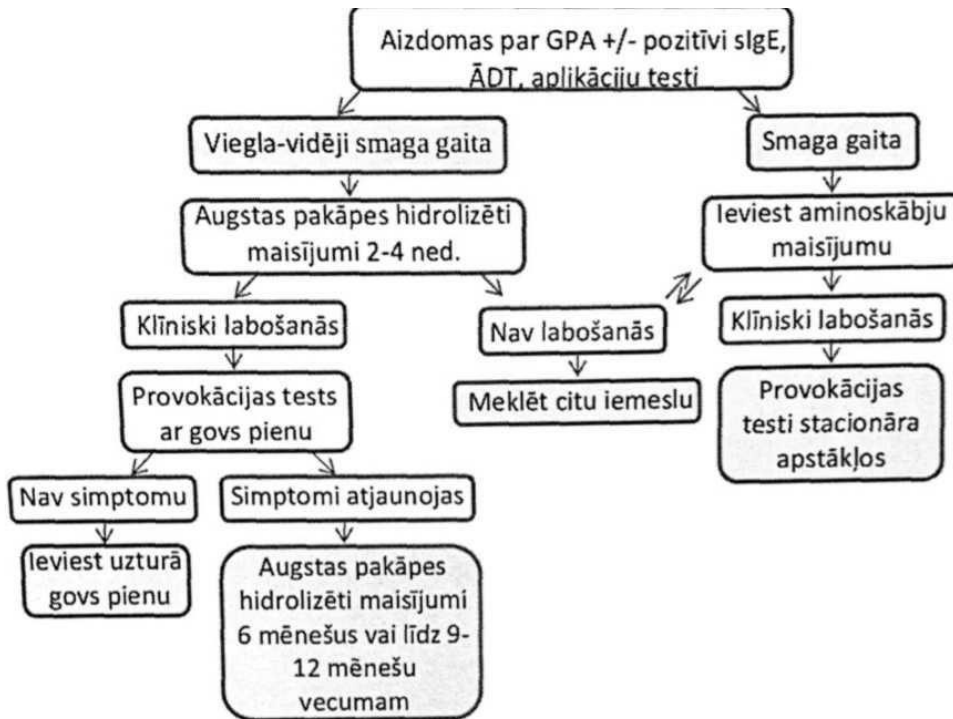 Aizdomas par GPA +/- pozitīvi sIgE,
ĀDT, aplikāciju testi
Viegla-vidēji smaga gaita
Smaga gaita
Augstas pakāpes hidrolizēti
maisījumi 2-4 ned.
Ieviest aminoskābju
maisījumu
Klīniski labošanās
Nav labošanās
Klīniski labošanās
Provokācijas tests
ar govs pienu
Meklēt citu iemeslu
Provokācijas
testi stacionāra
apstākļos
Nav simptomu
Simptomi atjaunojas
Ieviest uzturā
govs pienu
Augstas pakāpes
hidrolizēti maisījumi
6 mēnešus vai līdz 9-
12 mēnešu
vecumam